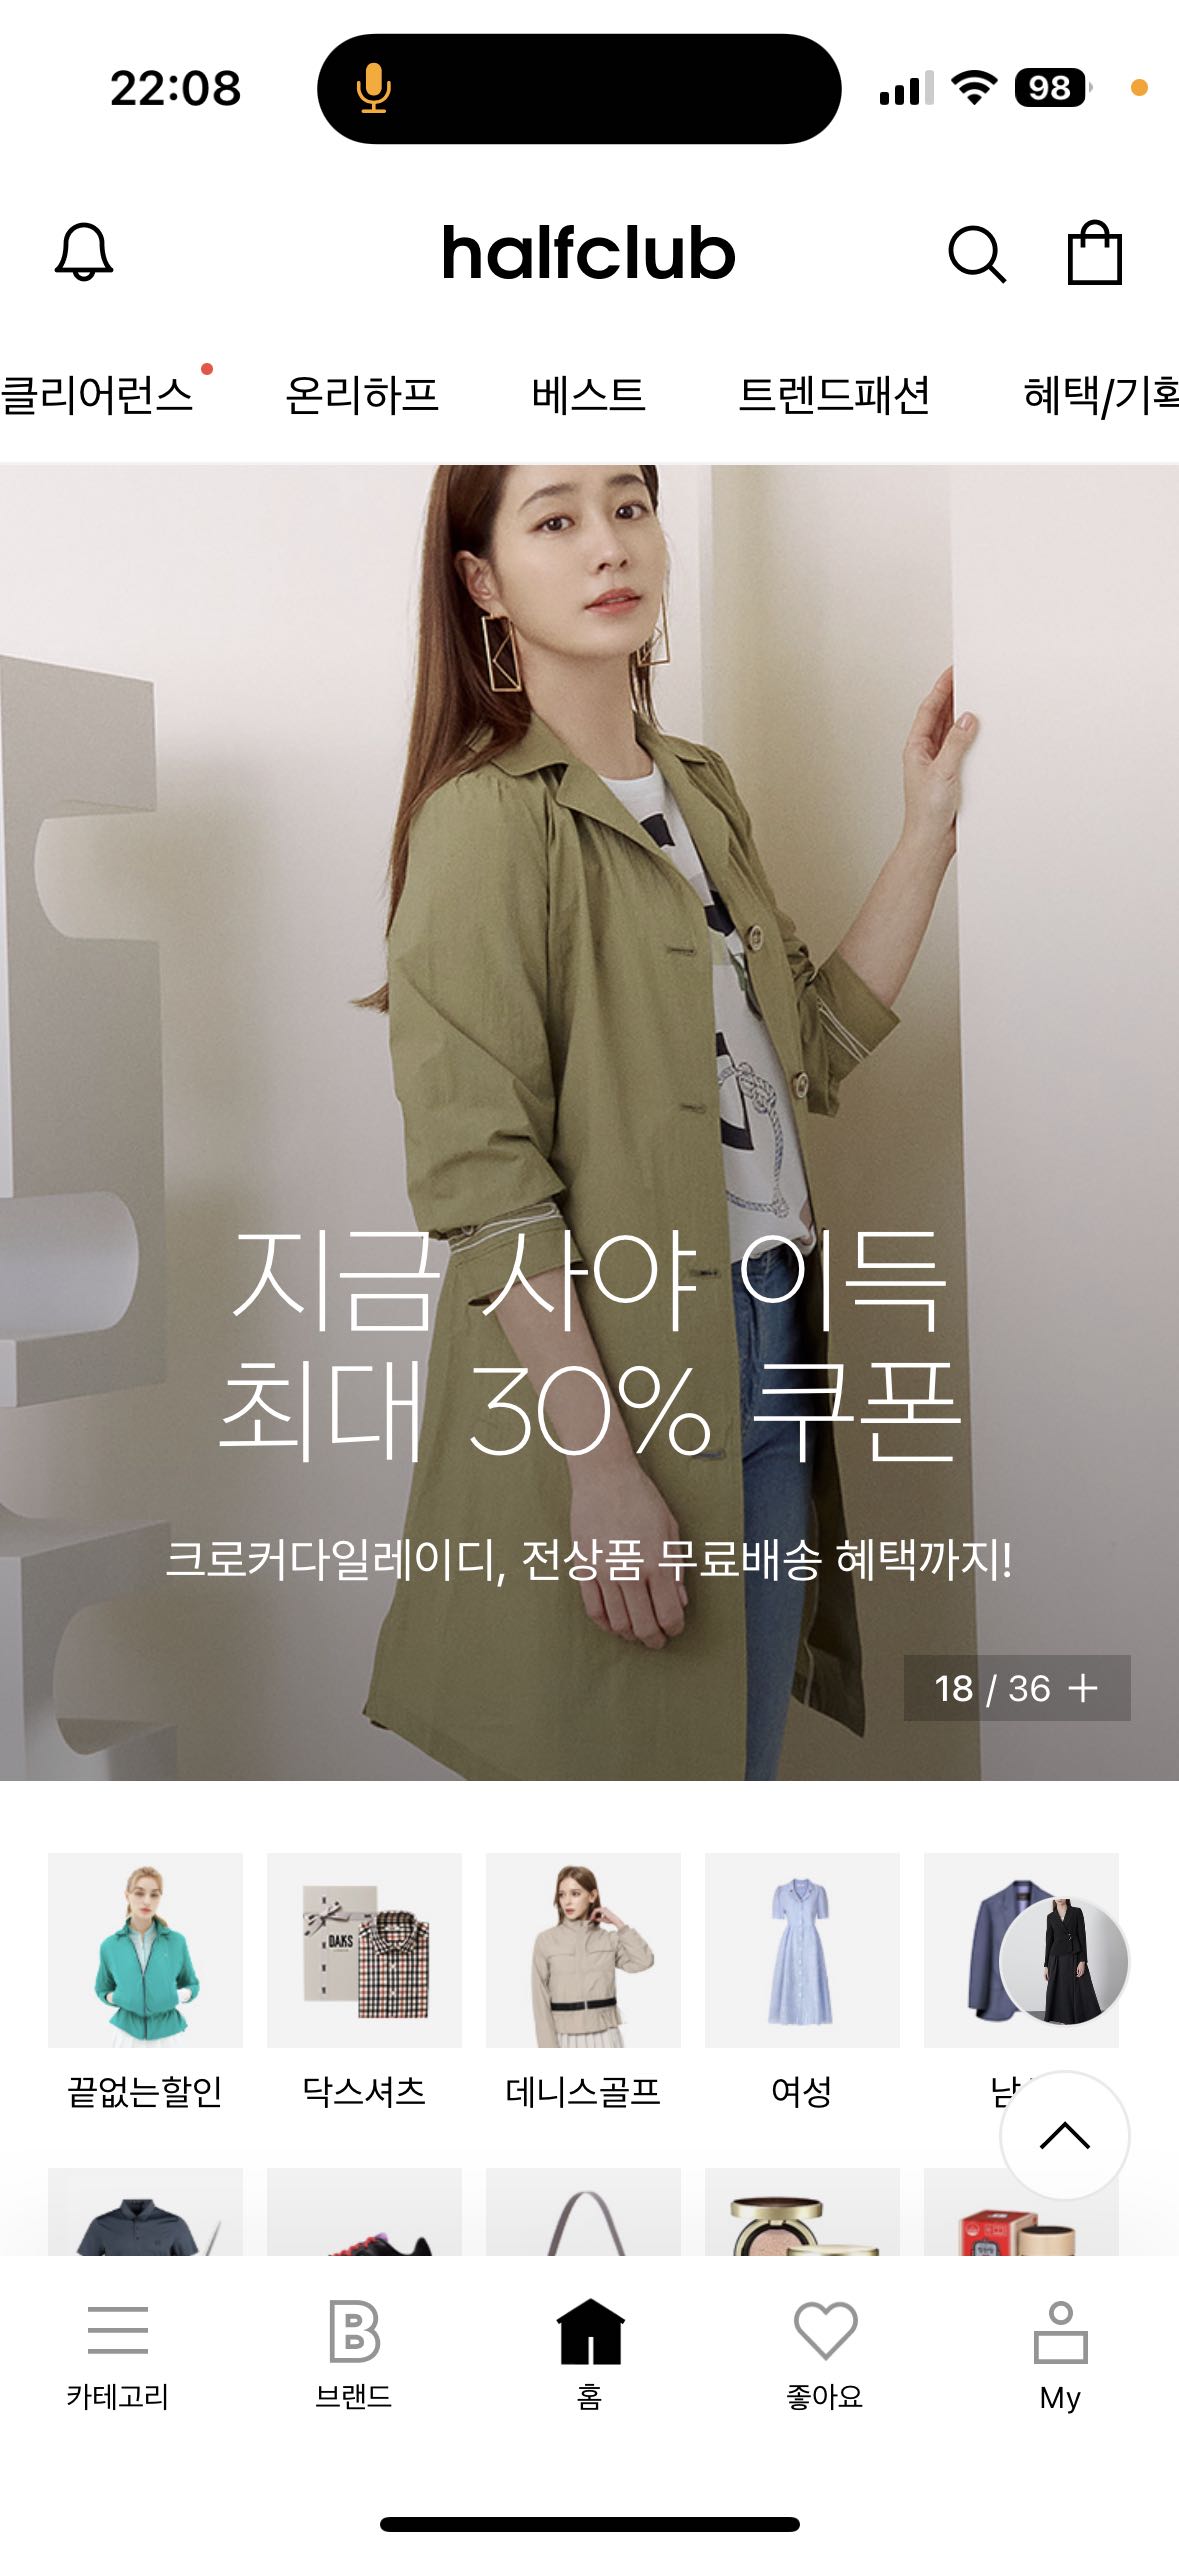 22:08
98
halfclub
클리어런스 온리하프 베스트 트렌드패션 혜택/기획
지금 사야 이득
최대 30% 쿠폰
크로커다일레이디, 전상품 무료배송 혜택까지!
18 / 36 +
DAKS
끝없는할인 닥스셔츠 데니스골프 여성
카테고리 브랜드 홈 좋아요 My